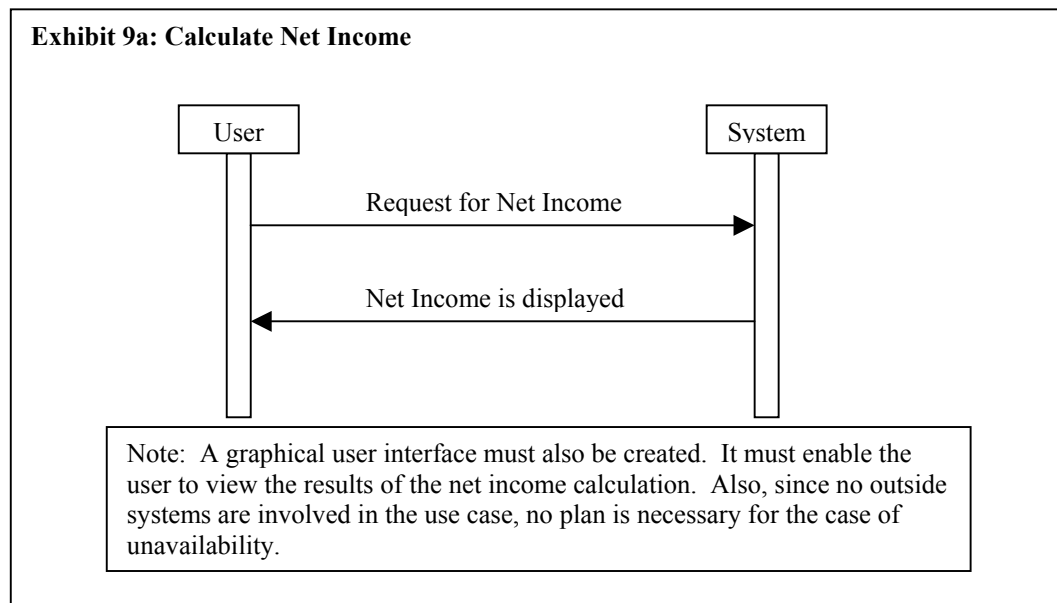 Exhibit 9a: Calculate Net Income
User
System
Request for Net Income
Net Income is displayed
Note:  A graphical user interface must also be created.  It must enable the
user to view the results of the net income calculation.  Also, since no outside
systems are involved in the use case, no plan is necessary for the case of
unavailability.